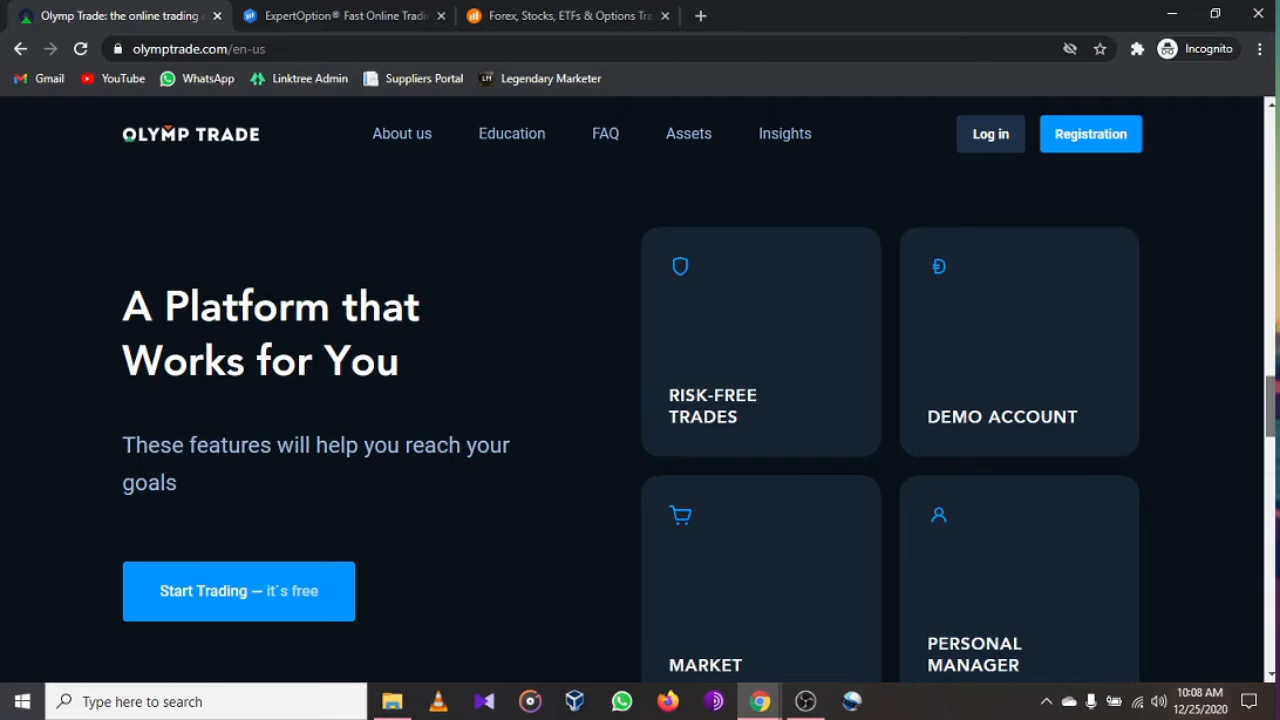 Olymp Trade: the online trading
ExpertOption® Fast Online Tradi
Forex, Stocks, ETFs & Options Tra
olymptrade.com/en-us
Incognito
Gmail
YouTube
WhatsApp
Linktree Admin
Suppliers Portal
LM
Legendary Marketer
OLYMP TRADE
About us
Education
FAQ
Assets
Insights
Log in
Registration
A Platform that
Works for You
These features will help you reach your
goals
Start Trading — it`s free
RISK-FREE
TRADES
DEMO ACCOUNT
MARKET
PERSONAL
MANAGER
Type here to search
10:08 AM
12/25/2020